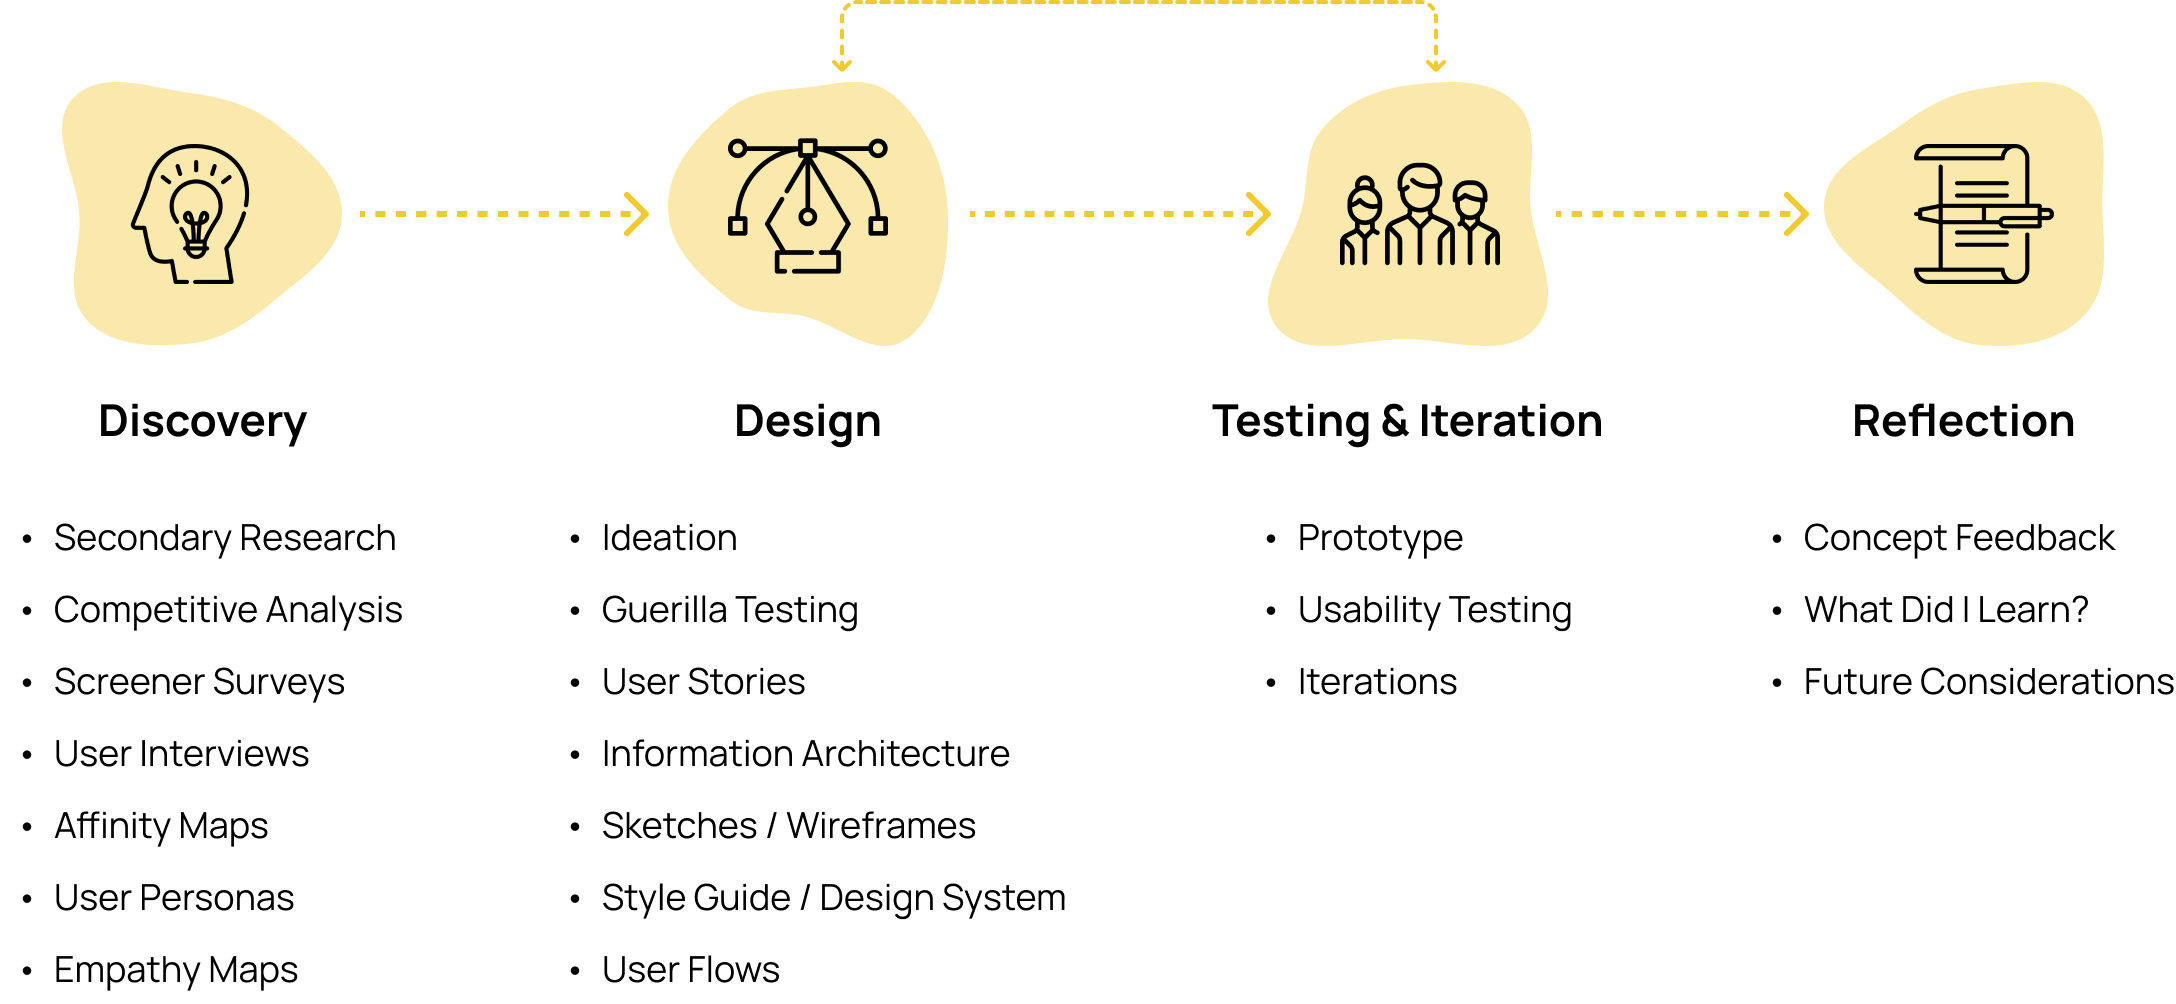 Discovery
• Secondary Research
• Competitive Analysis
• Screener Surveys
• User Interviews
• Affinity Maps
• User Personas
• Empathy Maps
Design
• Ideation
• Guerilla Testing
• User Stories
• Information Architecture
• Sketches / Wireframes
• Style Guide / Design System
• User Flows
Testing & Iteration
• Prototype
• Usability Testing
• Iterations
Reflection
• Concept Feedback
• What Did I Learn?
• Future Considerations